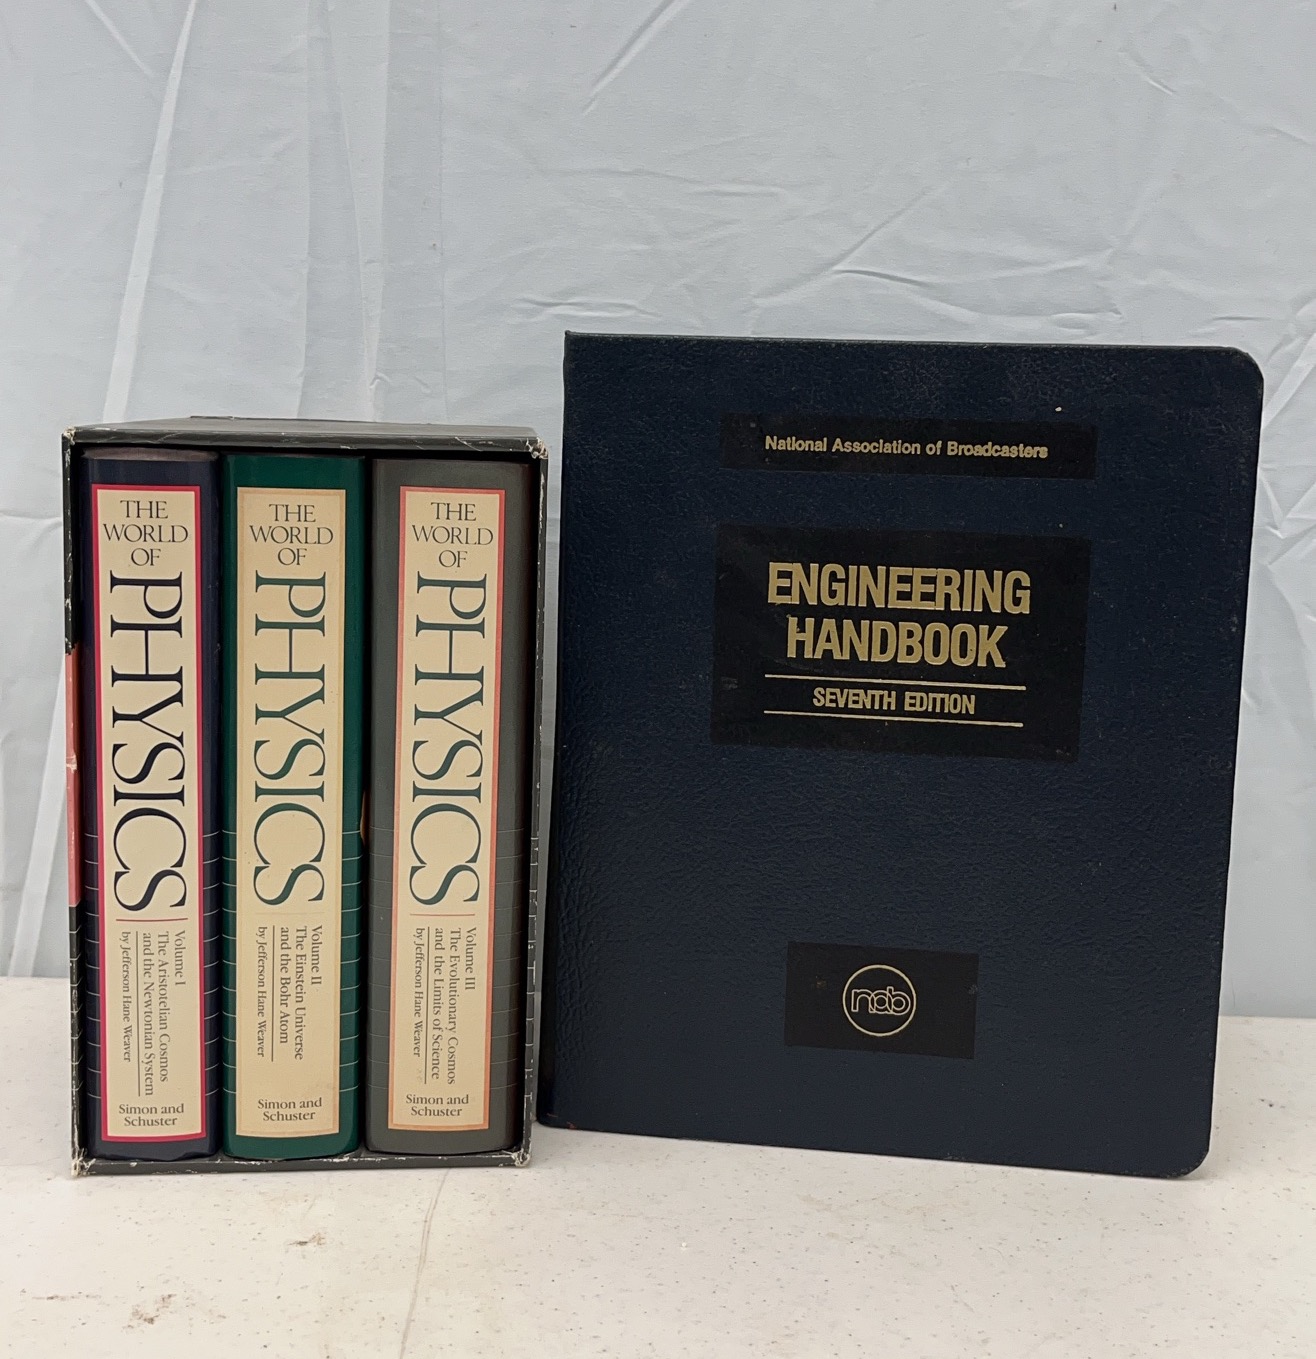 THE
WORLD
OF
PHYSICS
Volume I
The Aristotelian Cosmos
and the Newtonian System
by Jefferson Hane Weaver
Simon and
Schuster
THE
WORLD
OF
PHYSICS
Volume II
The Einstein Universe
and the Bohr Atom
by Jefferson Hane Weaver
Simon and
Schuster
THE
WORLD
OF
PHYSICS
Volume III
The Evolutionary Cosmos
and the Limits of Science
by Jefferson Hane Weaver
Simon and
Schuster
National Association of Broadcasters
ENGINEERING
HANDBOOK
SEVENTH EDITION
nab